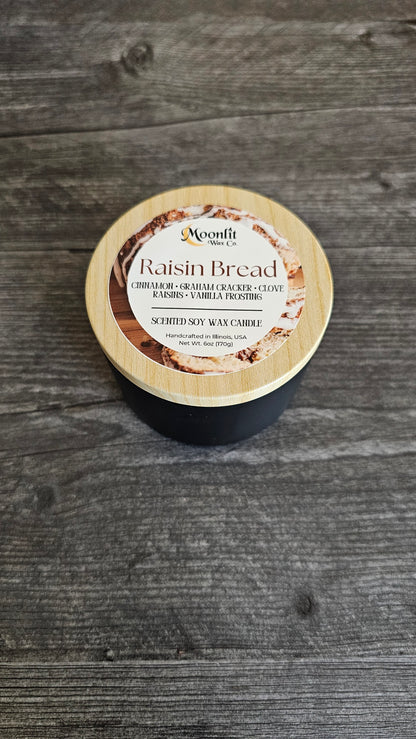 Moonlit
Wax Co.
Raisin Bread
CINNAMON • GRAHAM CRACKER • CLOVE
RAISINS • VANILLA FROSTING
SCENTED SOY WAX CANDLE
Handcrafted in Illinois, USA
Net Wt. 6oz (170g)